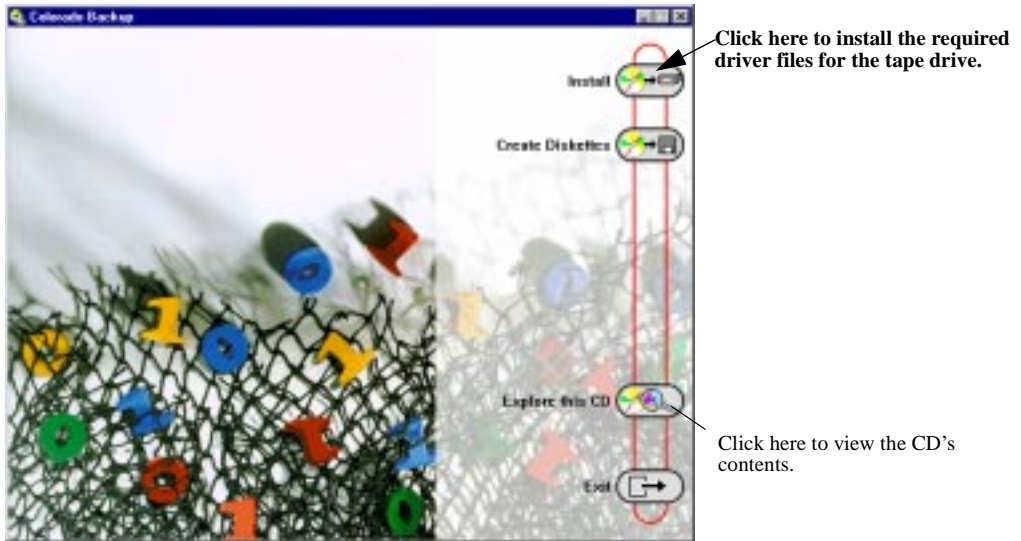 Colorado Backup
Click here to install the required
driver files for the tape drive.
Install
Create Diskettes
Explore this CD
Click here to view the CD's
contents.
Exit